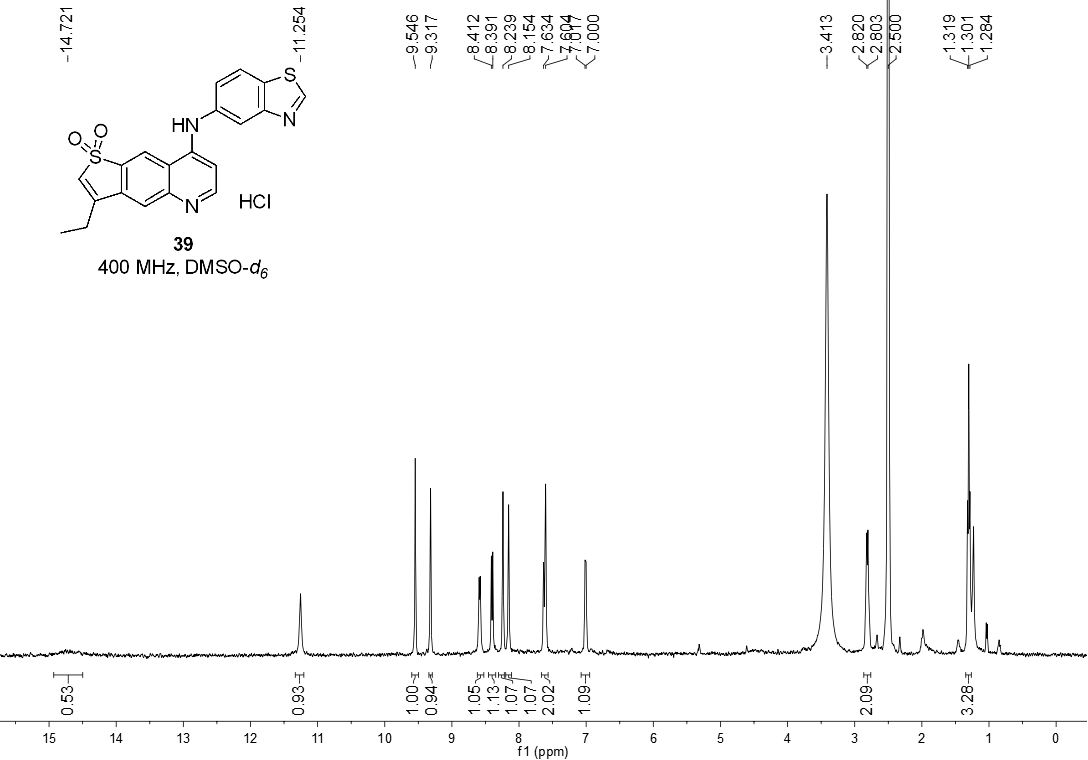 -14.721
-11.254
9.546
9.317
8.412
8.391
8.239
8.154
7.634
7.604
7.017
7.000
-3.413
2.820
2.803
2.500
1.319
1.301
1.284
S
N
HN
O
O
S
N
HCl
39
400 MHz, DMSO-d6
0.53
0.93
1.00
0.94
1.05
1.13
1.07
1.07
2.02
1.09
2.09
3.28
15 14 13 12 11 10 9 8 7 6 5 4 3 2 1 0
f1 (ppm)